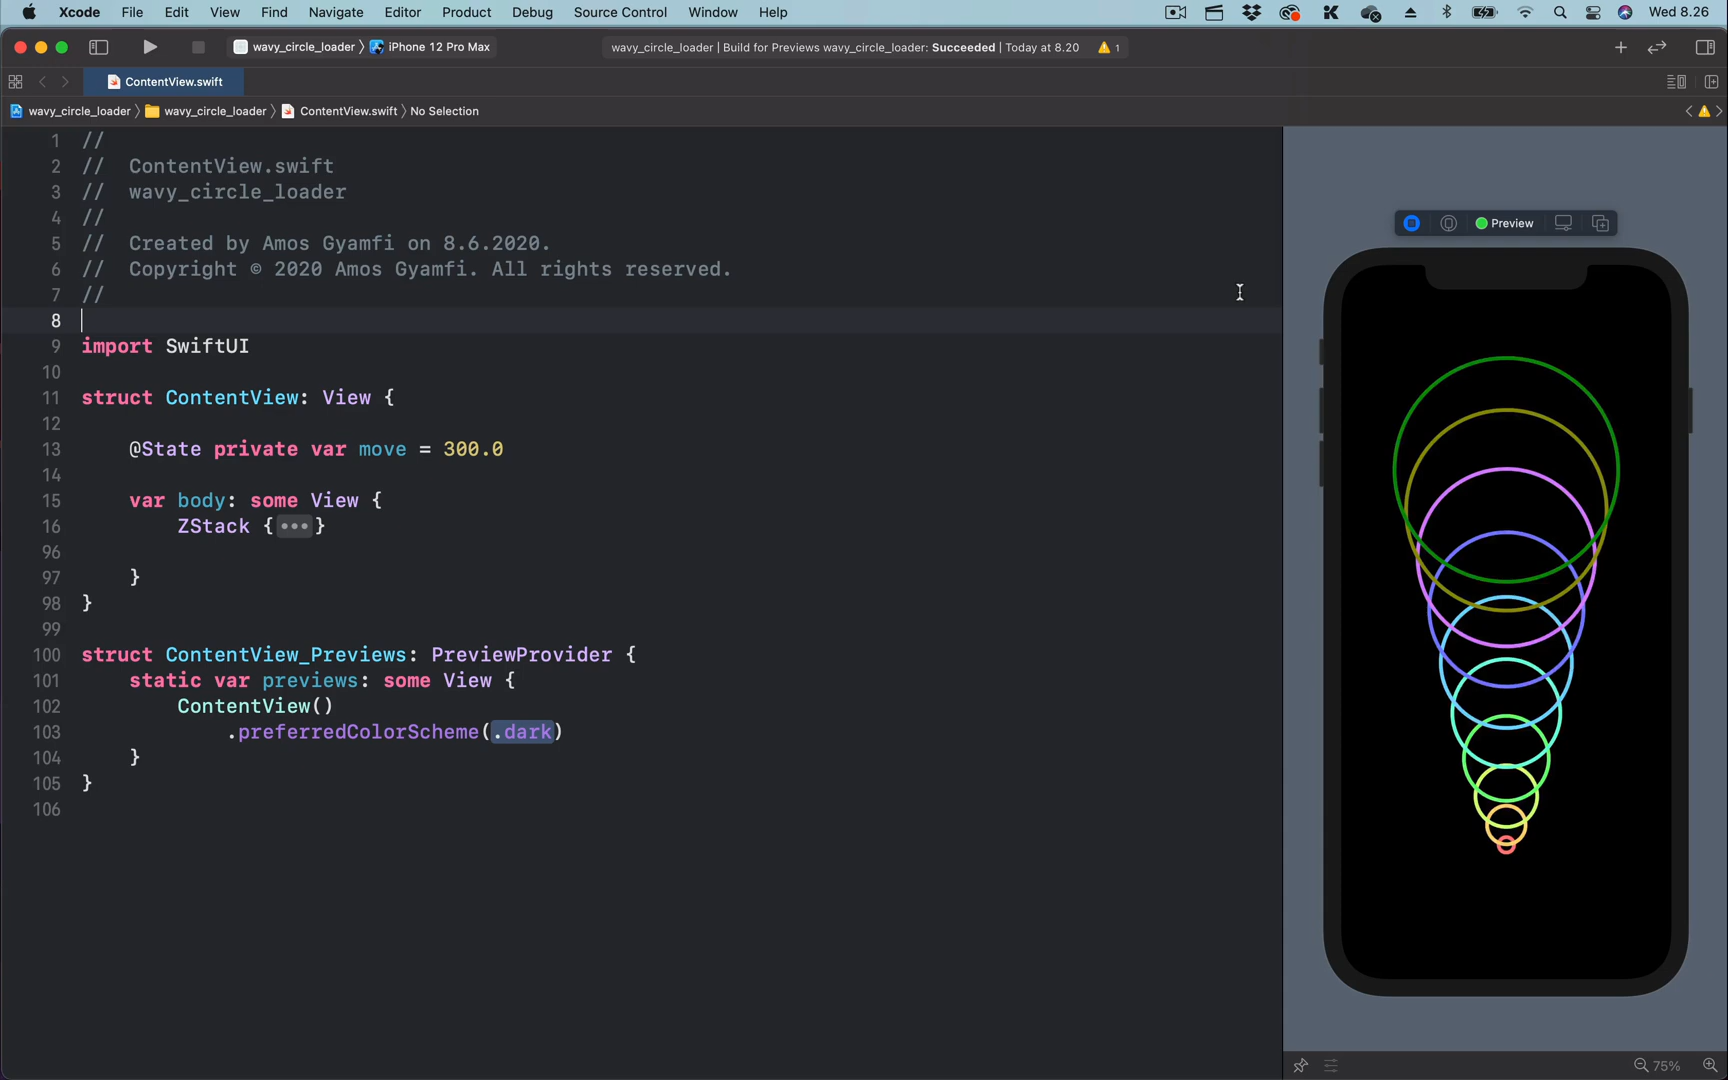 Xcode File Edit View Find Navigate Editor Product Debug Source Control Window Help Wed 8.26
wavy_circle_loader 〉 iPhone 12 Pro Max wavy_circle_loader | Build for Previews wavy_circle_loader: Succeeded | Today at 8.20 1
ContentView.swift
wavy_circle_loader 〉 wavy_circle_loader 〉 ContentView.swift 〉 No Selection
1 //
2 //  ContentView.swift
3 //  wavy_circle_loader
4 //
5 //  Created by Amos Gyamfi on 8.6.2020.
6 //  Copyright © 2020 Amos Gyamfi. All rights reserved.
7 //
8
9 import SwiftUI
10
11 struct ContentView: View {
12
13     @State private var move = 300.0
14
15     var body: some View {
16         ZStack {•••}
96
97     }
98 }
99
100 struct ContentView_Previews: PreviewProvider {
101     static var previews: some View {
102         ContentView()
103             .preferredColorScheme(.dark)
104     }
105 }
106
Preview
75%